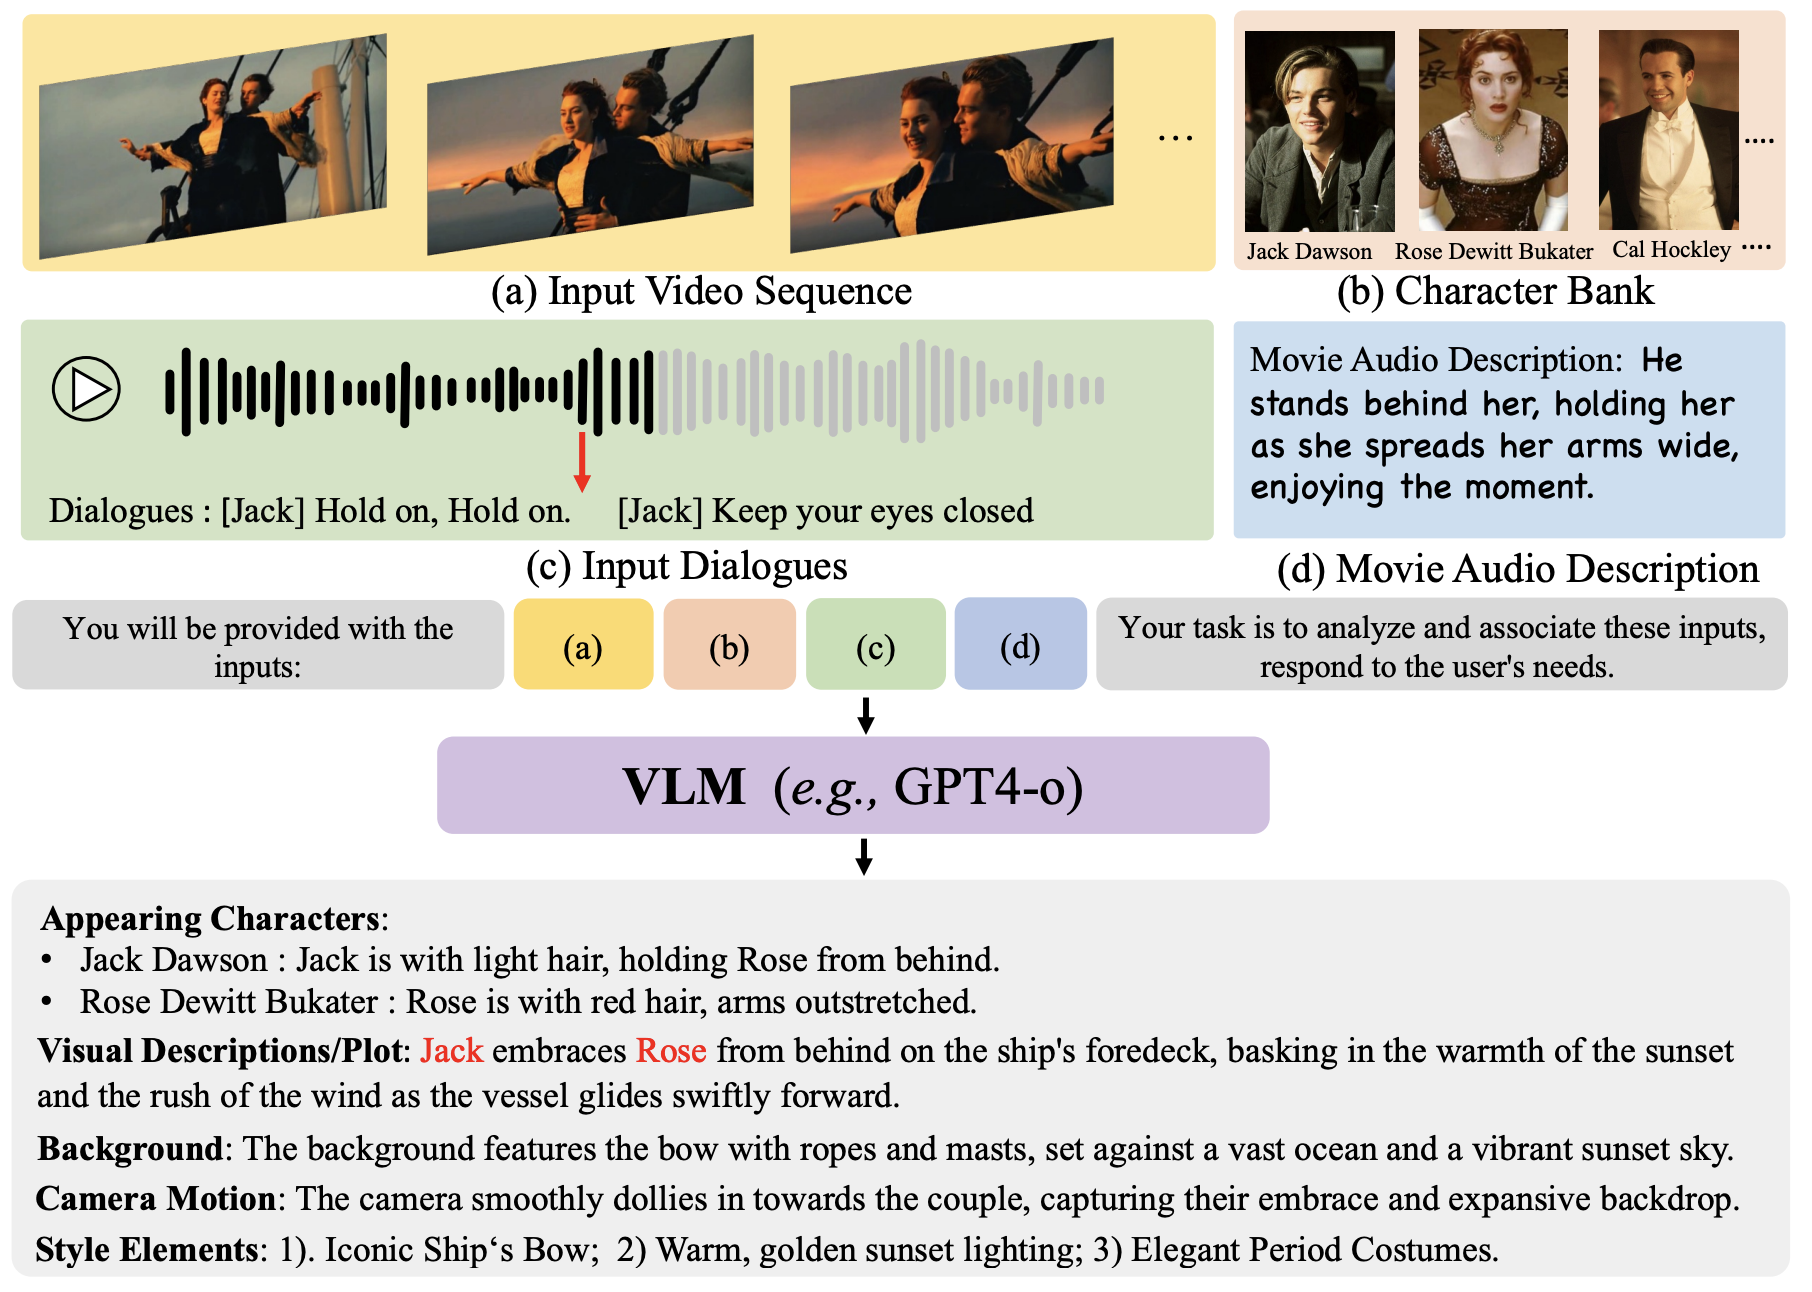 ...
....
Jack Dawson
Rose Dewitt Bukater
Cal Hockley
....
(a) Input Video Sequence
(b) Character Bank
Dialogues : [Jack] Hold on, Hold on. [Jack] Keep your eyes closed
Movie Audio Description: He
stands behind her, holding her
as she spreads her arms wide,
enjoying the moment.
(c) Input Dialogues
(d) Movie Audio Description
You will be provided with the
inputs:
(a)
(b)
(c)
(d)
Your task is to analyze and associate these inputs,
respond to the user's needs.
VLM (e.g., GPT4-o)
Appearing Characters:
• Jack Dawson : Jack is with light hair, holding Rose from behind.
• Rose Dewitt Bukater : Rose is with red hair, arms outstretched.
Visual Descriptions/Plot: Jack embraces Rose from behind on the ship's foredeck, basking in the warmth of the sunset
and the rush of the wind as the vessel glides swiftly forward.
Background: The background features the bow with ropes and masts, set against a vast ocean and a vibrant sunset sky.
Camera Motion: The camera smoothly dollies in towards the couple, capturing their embrace and expansive backdrop.
Style Elements: 1). Iconic Ship‘s Bow; 2) Warm, golden sunset lighting; 3) Elegant Period Costumes.